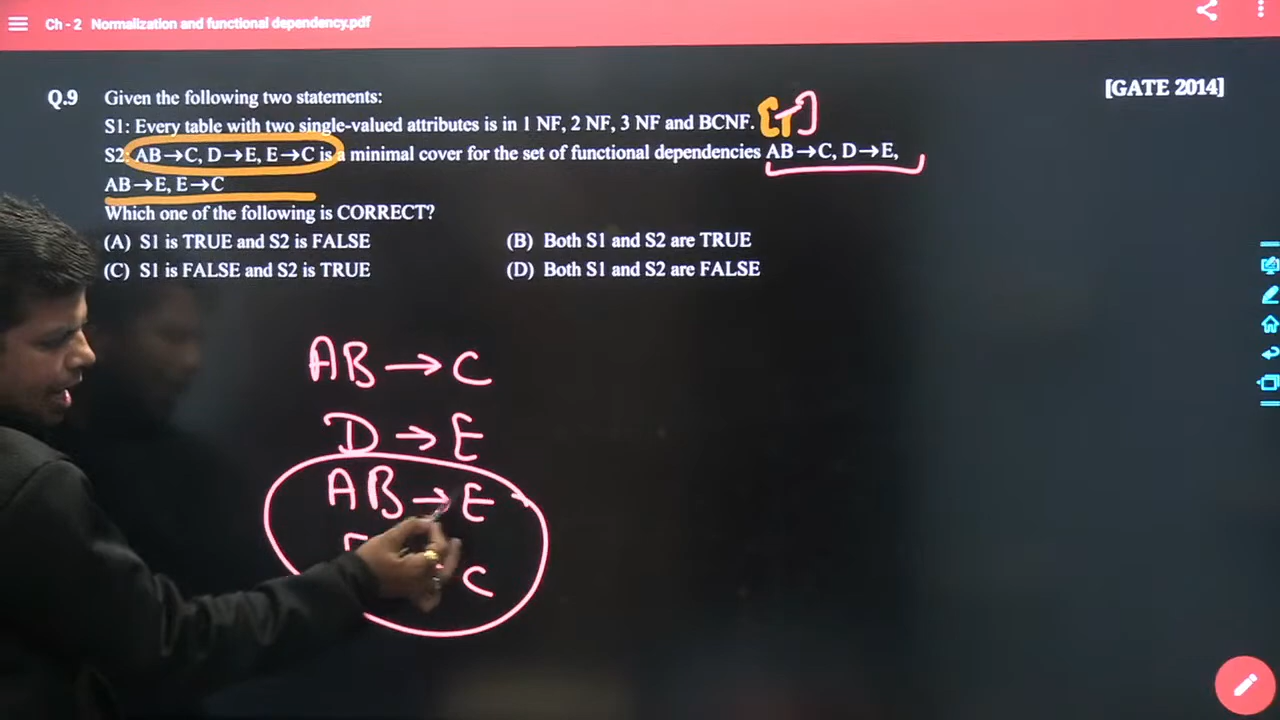 Ch - 2 Normalization and functional dependency.pdf
Q.9 Given the following two statements: [GATE 2014]
S1: Every table with two single-valued attributes is in 1 NF, 2 NF, 3 NF and BCNF. [T]
S2: AB→C, D→E, E→C is a minimal cover for the set of functional dependencies AB→C, D→E,
AB→E, E→C
Which one of the following is CORRECT?
(A) S1 is TRUE and S2 is FALSE (B) Both S1 and S2 are TRUE
(C) S1 is FALSE and S2 is TRUE (D) Both S1 and S2 are FALSE
AB → C
D → E
AB → E
C